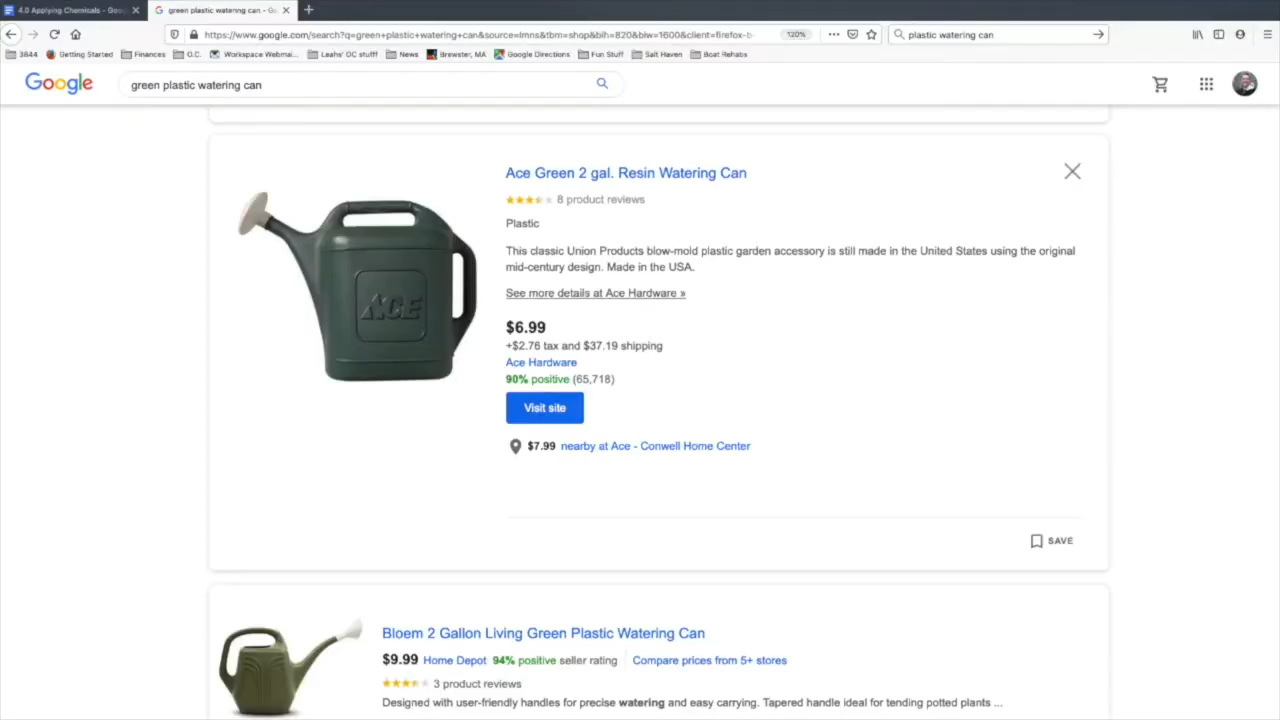 4.0 Applying Chemicals - Goog
green plastic watering can - Go
https://www.google.com/search?q=green+plastic+watering+can&source=lmns&tbm=shop&bih=820&biw=1600&client=firefox-b-
120%
plastic watering can
3844
Getting Started
Finances
O.C.
Workspace Webmai...
Leahs' OC stufff
News
Brewster, MA
Google Directions
Fun Stuff
Salt Haven
Boat Rehabs
Google
green plastic watering can
Ace Green 2 gal. Resin Watering Can
8 product reviews
Plastic
This classic Union Products blow-mold plastic garden accessory is still made in the United States using the original
mid-century design. Made in the USA.
See more details at Ace Hardware »
$6.99
+$2.76 tax and $37.19 shipping
Ace Hardware
90% positive (65,718)
Visit site
$7.99 nearby at Ace - Conwell Home Center
ACE
SAVE
Bloem 2 Gallon Living Green Plastic Watering Can
$9.99 Home Depot 94% positive seller rating Compare prices from 5+ stores
3 product reviews
Designed with user-friendly handles for precise watering and easy carrying. Tapered handle ideal for tending potted plants ...